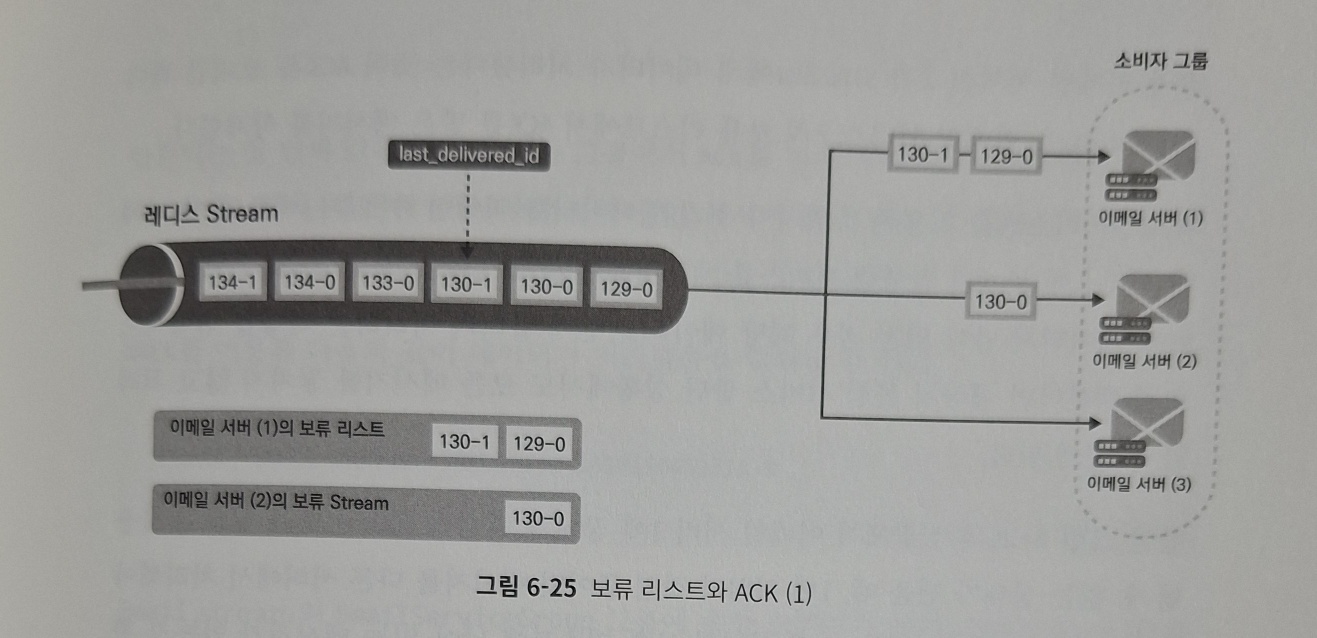 소비자 그룹
last_delivered_id
130-1 129-0
이메일 서버 (1)
레디스 Stream
134-1 134-0 133-0 130-1 130-0 129-0
130-0
이메일 서버 (2)
이메일 서버 (1)의 보류 리스트 130-1 129-0
이메일 서버 (3)
이메일 서버 (2)의 보류 Stream 130-0
그림 6-25 보류 리스트와 ACK (1)